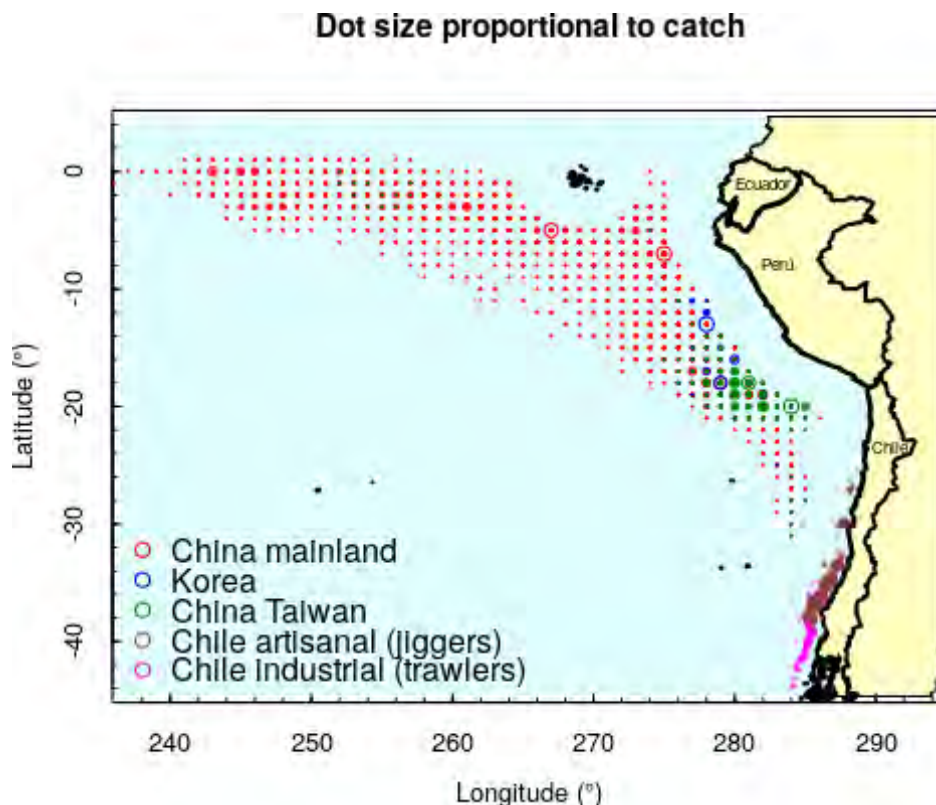 Dot size proportional to catch
0
-10
-20
-30
-40
Latitude (°)
Ecuador
Perú
Chile
China mainland
Korea
China Taiwan
Chile artisanal (jiggers)
Chile industrial (trawlers)
240 250 260 270 280 290
Longitude (°)